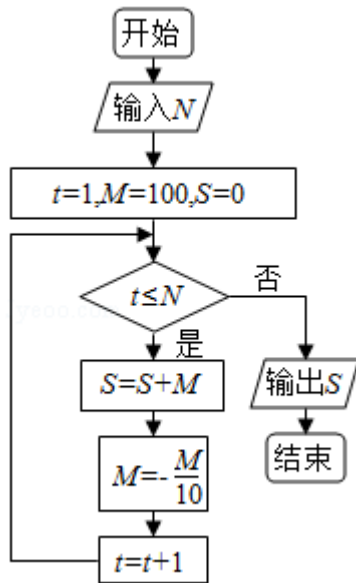 开始
输入N
t=1,M=100,S=0
t≤N
否
是
S=S+M
输出S
M=-M/10
结束
t=t+1